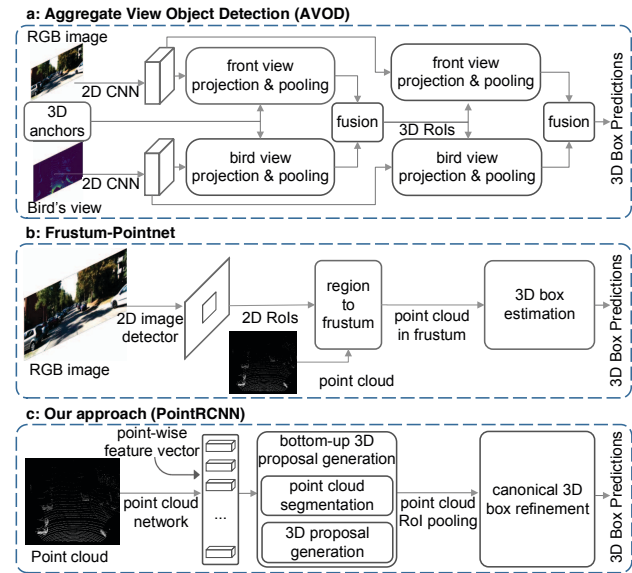 a: Aggregate View Object Detection (AVOD)
RGB image
2D CNN
front view
projection & pooling
front view
projection & pooling
3D
anchors
fusion
3D RoIs
fusion
3D Box Predictions
2D CNN
bird view
projection & pooling
bird view
projection & pooling
Bird's view
b: Frustum-Pointnet
RGB image
2D image
detector
2D RoIs
region
to
frustum
point cloud
point cloud
in frustum
3D box
estimation
3D Box Predictions
c: Our approach (PointRCNN)
point-wise
feature vector
Point cloud
point cloud
network
...
bottom-up 3D
proposal generation
point cloud
segmentation
3D proposal
generation
point cloud
RoI pooling
canonical 3D
box refinement
3D Box Predictions